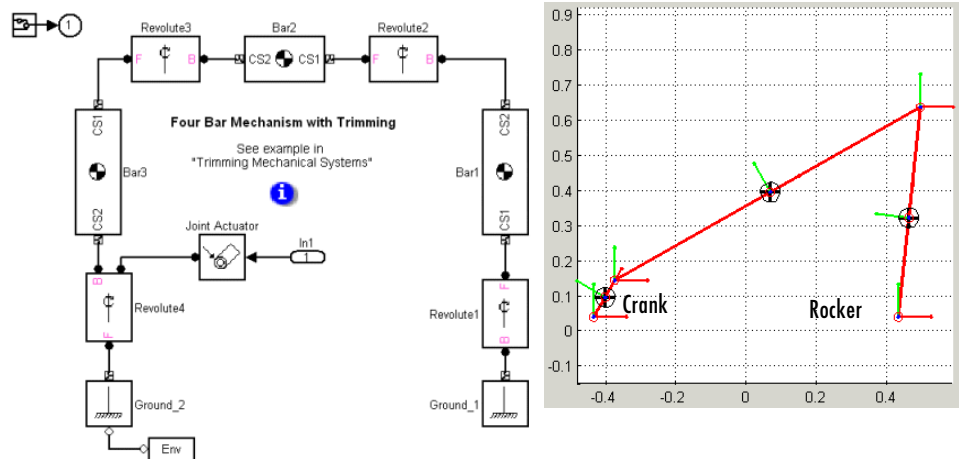 1
Revolute3
F
B
Bar2
CS2
CS1
Revolute2
F
B
CS1
Bar3
CS2
Four Bar Mechanism with Trimming
See example in
"Trimming Mechanical Systems"
i
CS2
Bar1
CS1
Joint Actuator
In1
1
B
F
Revolute4
F
B
Revolute1
Ground_2
Ground_1
Env
0.9
0.8
0.7
0.6
0.5
0.4
0.3
0.2
0.1
0
-0.1
Crank
Rocker
-0.4
-0.2
0
0.2
0.4